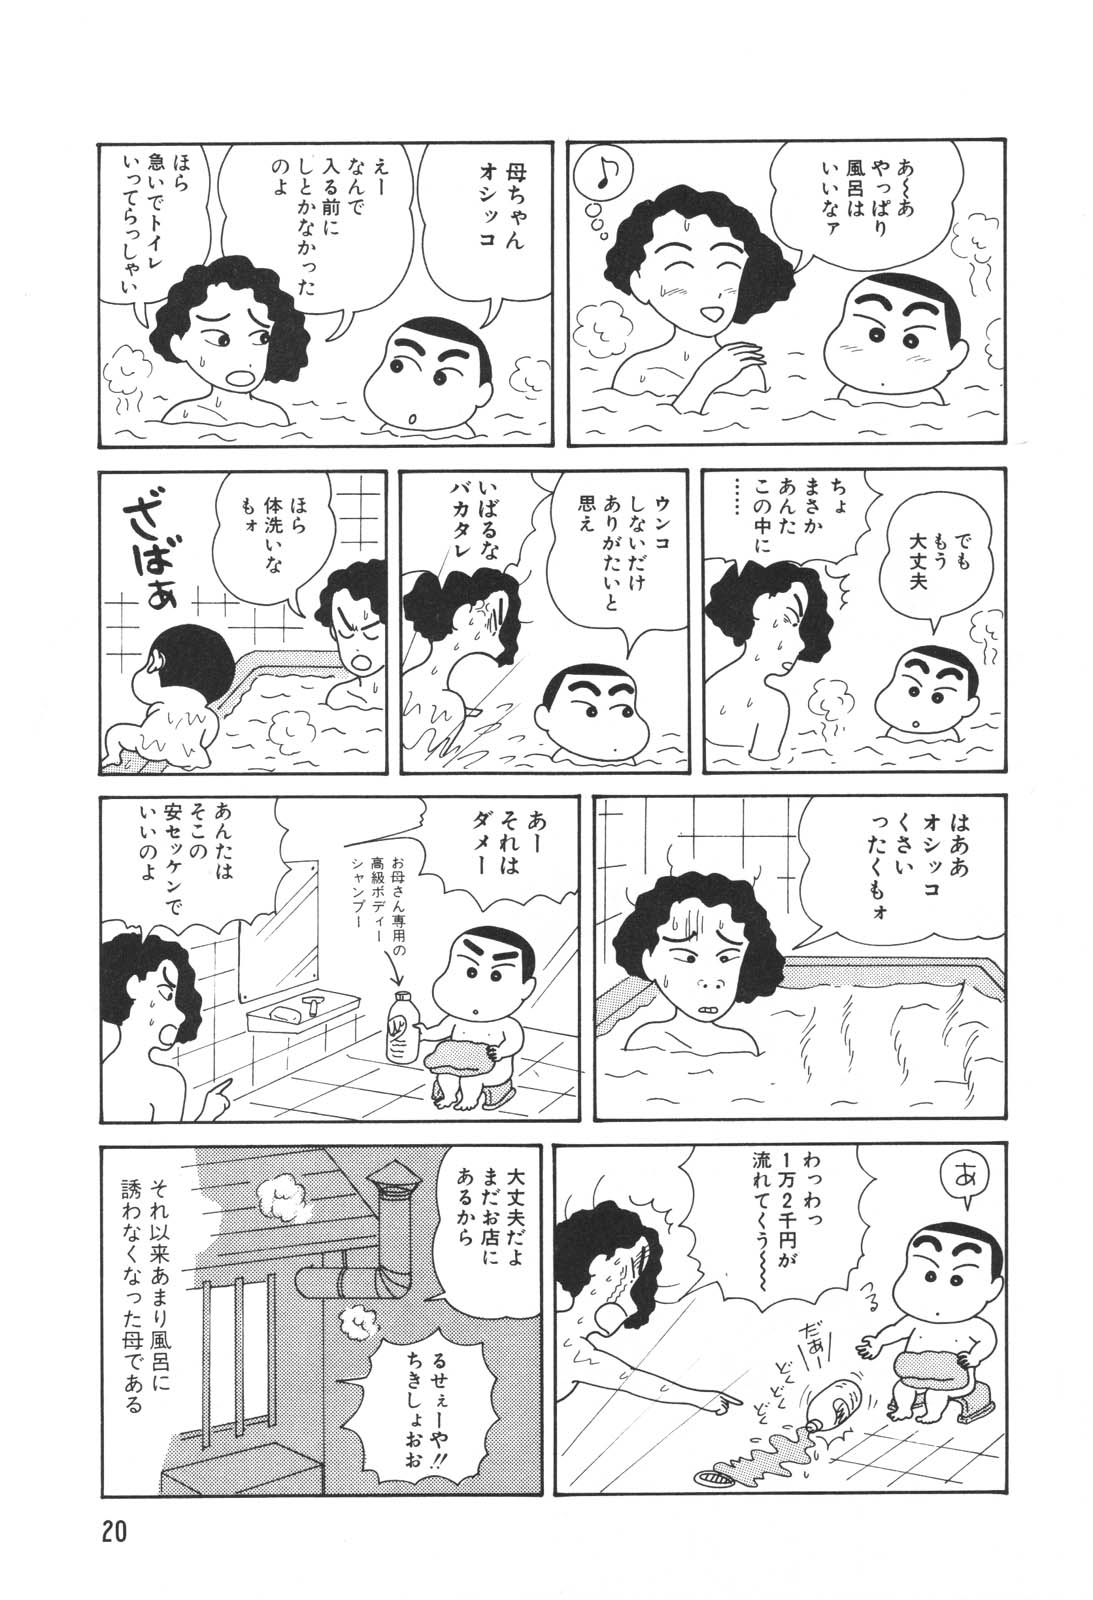 あ〜あ
やっぱり
風呂は
いいなァ
母ちゃん
オシッコ
えー
なんで
入る前に
しとかなかった
のよ
ほら
急いでトイレ
いってらっしゃい
でも
もう
大丈夫
ちょ
まさか
あんた
この中に
……
ウンコ
しないだけ
ありがたいと
思え
いばるな
バカタレ
ほら
体洗いな
もォ
ざばあ
はああ
オシッコ
くさい
ったくもォ
あー
それは
ダメー
お母さん専用の
高級ボディー
シャンプー
あんたは
そこの
安セッケンで
いいのよ
あ
わっわっ
1万2千円が
流れてくう〜〜
る
だぁー
どく
どく
どく
大丈夫だよ
まだお店に
あるから
るせぇーや!!
ちきしょおお
それ以来あまり風呂に
誘わなくなった母である
20